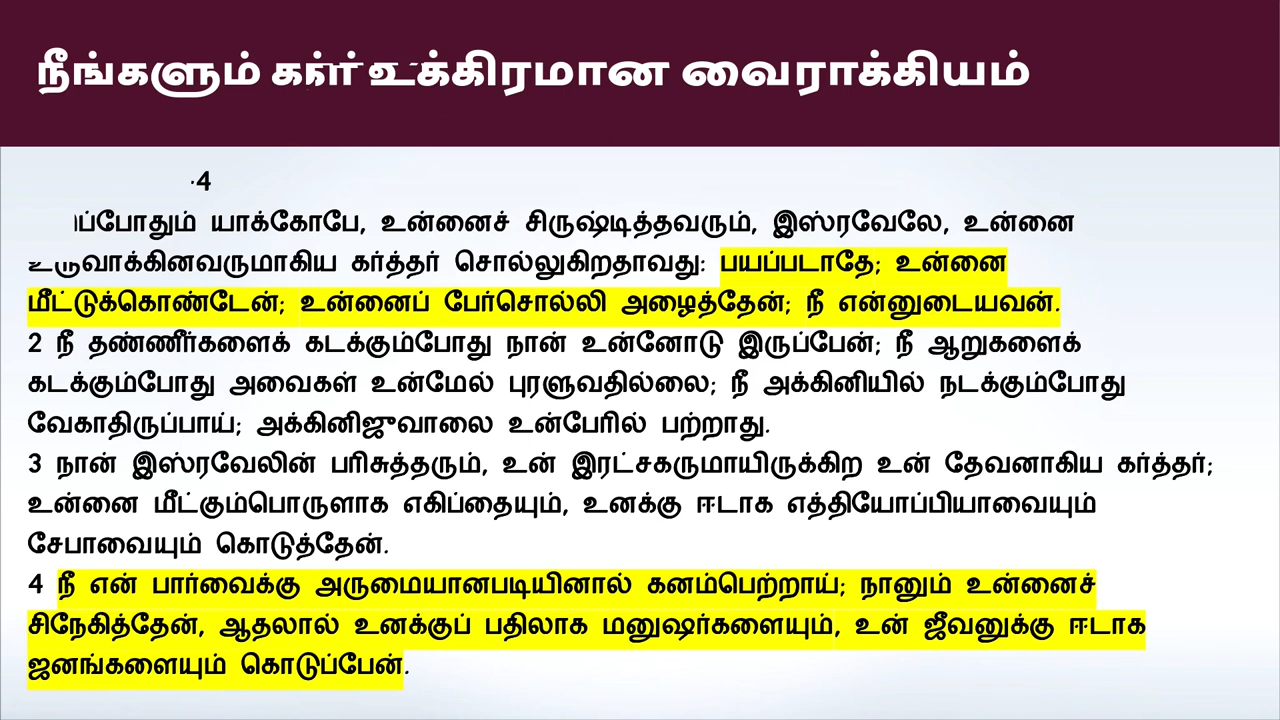 நீங்களும் உக்கிரமான வைராக்கியம்
-4
உன்னைச் சிருஷ்டித்தவரும், இஸ்ரவேலே, உன்னை யாக்கோபே,
உருவாக்கினவருமாகிய கர்த்தர் சொல்லுகிறதாவது: பயப்படாதே; உன்னை
மீட்டுக்கொண்டேன்; உன்னைப் பேர்சொல்லி அழைத்தேன்; நீ என்னுடையவன்.
2 நீ தண்ணீர்களைக் கடக்கும்போது நான் உன்னோடு இருப்பேன்; நீ ஆறுகளைக்
கடக்கும்போது அவைகள் உன்மேல் புரளுவதில்லை; நீ அக்கினியில் நடக்கும்போது
வேகாதிருப்பாய்; அக்கினிஜுவாலை உன்பேரில் பற்றாது.
3 நான் இஸ்ரவேலின் பரிசுத்தரும், உன் இரட்சகருமாயிருக்கிற உன் தேவனாகிய கர்த்தர்;
உன்னை மீட்கும்பொருளாக எகிப்தையும், உனக்கு ஈடாக எத்தியோப்பியாவையும்
சேபாவையும் கொடுத்தேன்.
4 நீ என் பார்வைக்கு அருமையானபடியினால் கனம்பெற்றாய்; நானும் உன்னைச்
சிநேகித்தேன், ஆதலால் உனக்குப் பதிலாக மனுஷர்களையும், உன் ஜீவனுக்கு ஈடாக
ஜனங்களையும் கொடுப்பேன்.